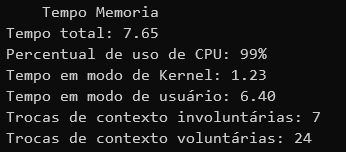 Tempo Memoria
Tempo total: 7.65
Percentual de uso de CPU: 99%
Tempo em modo de Kernel: 1.23
Tempo em modo de usuário: 6.40
Trocas de contexto involuntárias: 7
Trocas de contexto voluntárias: 24